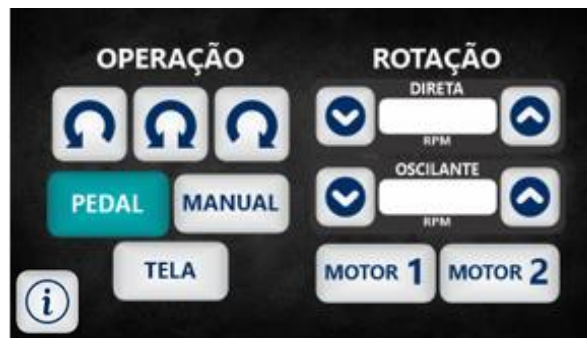 OPERAÇÃO
PEDAL
MANUAL
TELA
i
ROTAÇÃO
DIRETA
RPM
OSCILANTE
RPM
MOTOR 1
MOTOR 2